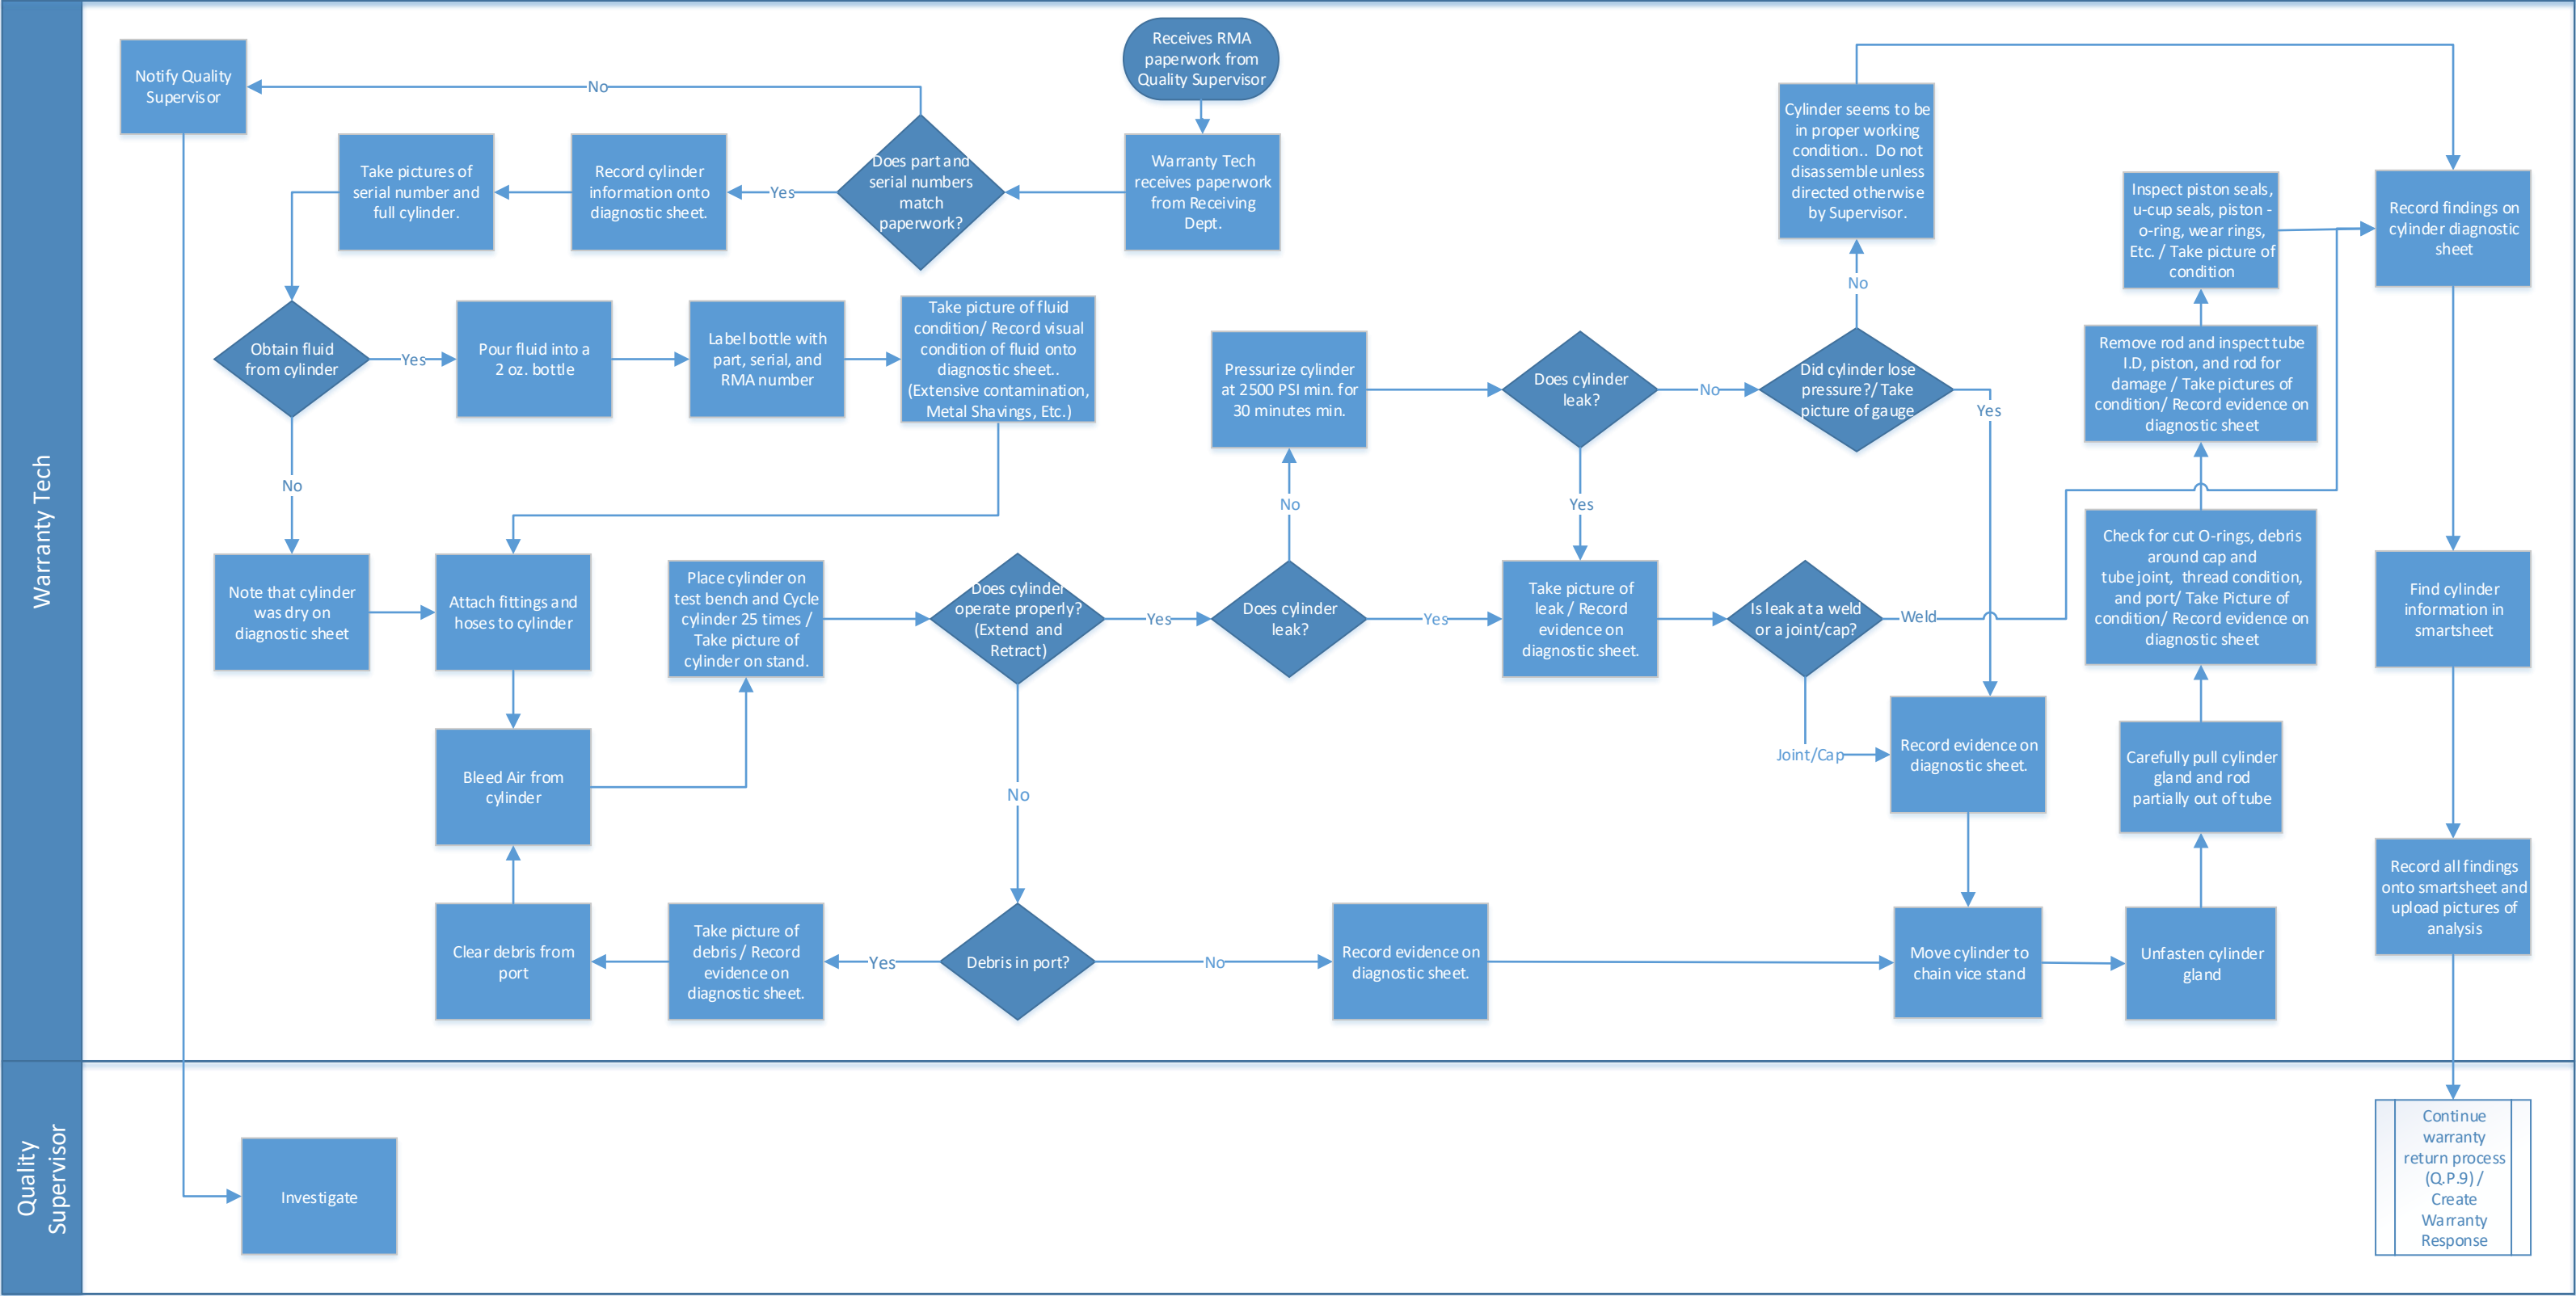 Warranty Tech
Receives RMA
paperwork from
Quality Supervisor
Warranty Tech
receives paperwork
from Receiving
Dept.
Does part and
serial numbers
match
paperwork?
No
Notify Quality
Supervisor
Yes
Record cylinder
information onto
diagnostic sheet.
Take pictures of
serial number and
full cylinder.
Obtain fluid
from cylinder
Yes
Pour fluid into a
2 oz. bottle
Label bottle with
part, serial, and
RMA number
Take picture of fluid
condition/ Record visual
condition of fluid onto
diagnostic sheet..
(Extensive contamination,
Metal Shavings, Etc.)
No
Note that cylinder
was dry on
diagnostic sheet
Attach fittings and
hoses to cylinder
Bleed Air from
cylinder
Place cylinder on
test bench and Cycle
cylinder 25 times /
Take picture of
cylinder on stand.
Does cylinder
operate properly?
(Extend and
Retract)
No
Debris in port?
Yes
Take picture of
debris / Record
evidence on
diagnostic sheet.
Clear debris from
port
No
Record evidence on
diagnostic sheet.
Yes
Does cylinder
leak?
No
Pressurize cylinder
at 2500 PSI min. for
30 minutes min.
Does cylinder
leak?
No
Did cylinder lose
pressure?/ Take
picture of gauge
No
Cylinder seems to be
in proper working
condition.. Do not
disassemble unless
directed otherwise
by Supervisor.
Yes
Yes
Yes
Take picture of
leak / Record
evidence on
diagnostic sheet.
Is leak at a weld
or a joint/cap?
Weld
Joint/Cap
Record evidence on
diagnostic sheet.
Move cylinder to
chain vice stand
Unfasten cylinder
gland
Carefully pull cylinder
gland and rod
partially out of tube
Check for cut O-rings, debris
around cap and
tube joint, thread condition,
and port/ Take Picture of
condition/ Record evidence on
diagnostic sheet
Remove rod and inspect tube
I.D, piston, and rod for
damage / Take pictures of
condition/ Record evidence on
diagnostic sheet
Inspect piston seals,
u-cup seals, piston -
o-ring, wear rings,
Etc. / Take picture of
condition
Record findings on
cylinder diagnostic
sheet
Find cylinder
information in
smartsheet
Record all findings
onto smartsheet and
upload pictures of
analysis
Quality
Supervisor
Investigate
Continue
warranty
return process
(Q.P.9) /
Create
Warranty
Response